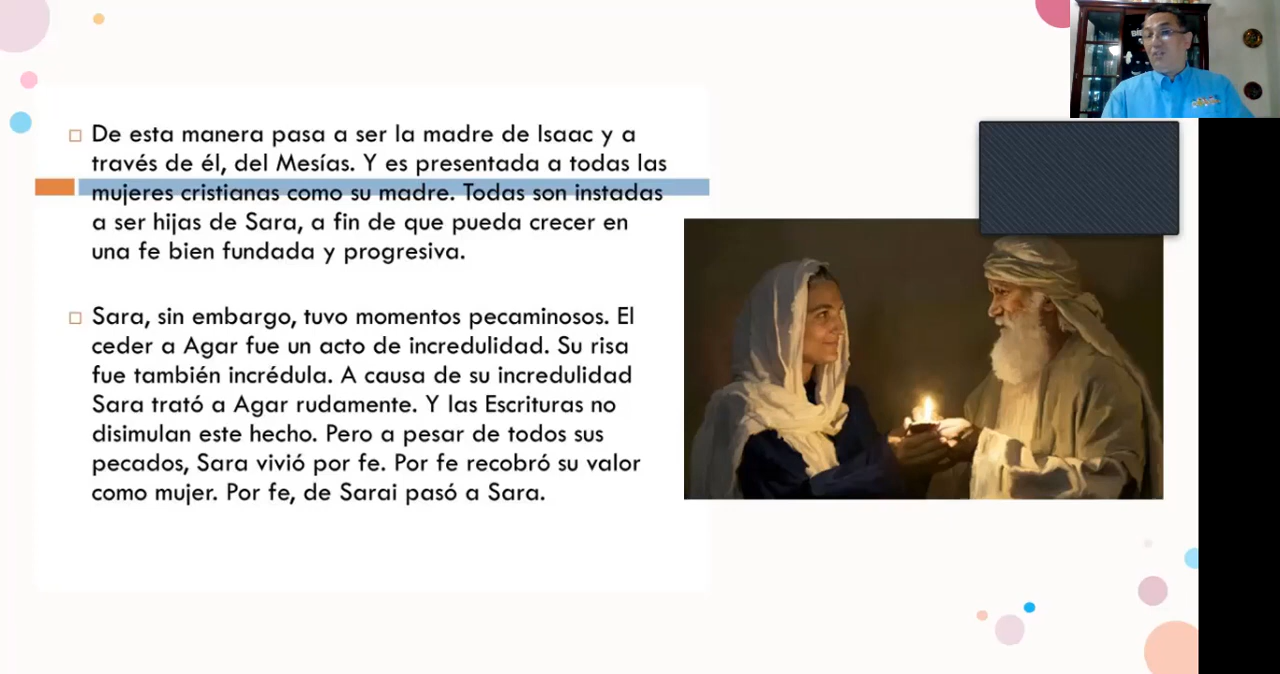 De esta manera pasa a ser la madre de Isaac y a
través de él, del Mesías. Y es presentada a todas las
mujeres cristianas como su madre. Todas son instadas
a ser hijas de Sara, a fin de que pueda crecer en
una fe bien fundada y progresiva.
Sara, sin embargo, tuvo momentos pecaminosos. El
ceder a Agar fue un acto de incredulidad. Su risa
fue también incrédula. A causa de su incredulidad
Sara trató a Agar rudamente. Y las Escrituras no
disimulan este hecho. Pero a pesar de todos sus
pecados, Sara vivió por fe. Por fe recobró su valor
como mujer. Por fe, de Sarai pasó a Sara.